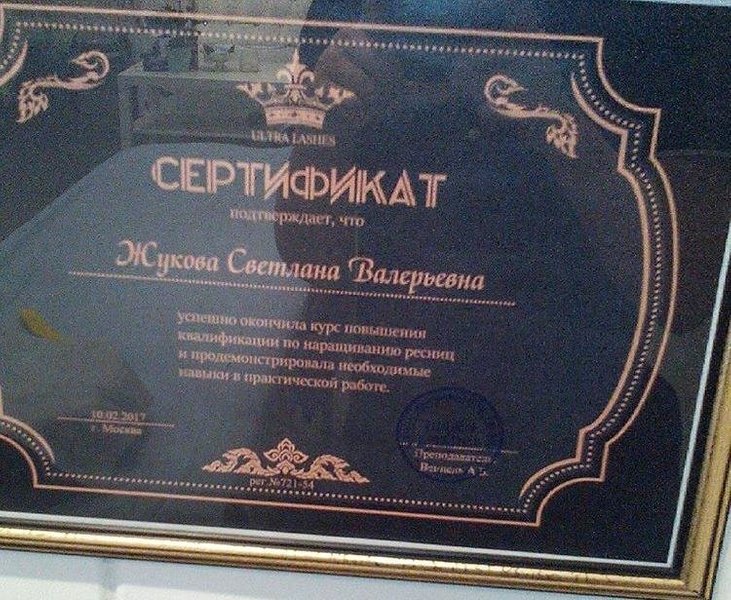 ULTRA LASHES
СЕРТИФИКАТ
подтверждает, что
Жукова Светлана Валерьевна
успешно окончила курс повышения
квалификации по наращиванию ресниц
и продемонстрировала необходимые
навыки в практической работе.
10.02.2017
г. Москва
Преподаватель
рег.№721-54